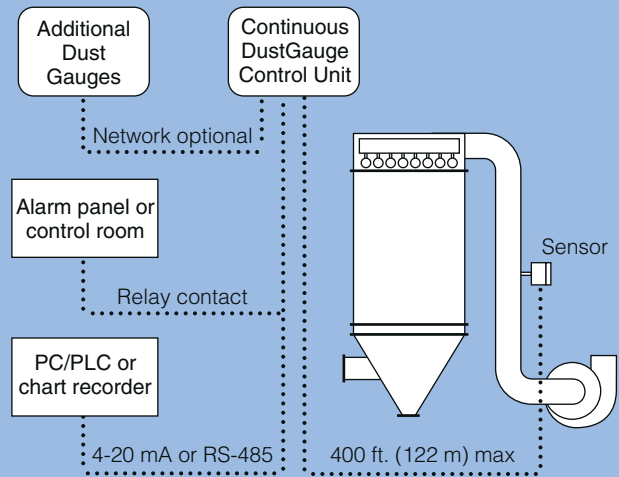 Additional
Dust
Gauges
Continuous
DustGauge
Control Unit
Network optional
Alarm panel or
control room
Sensor
Relay contact
PC/PLC or
chart recorder
4-20 mA or RS-485
400 ft. (122 m) max